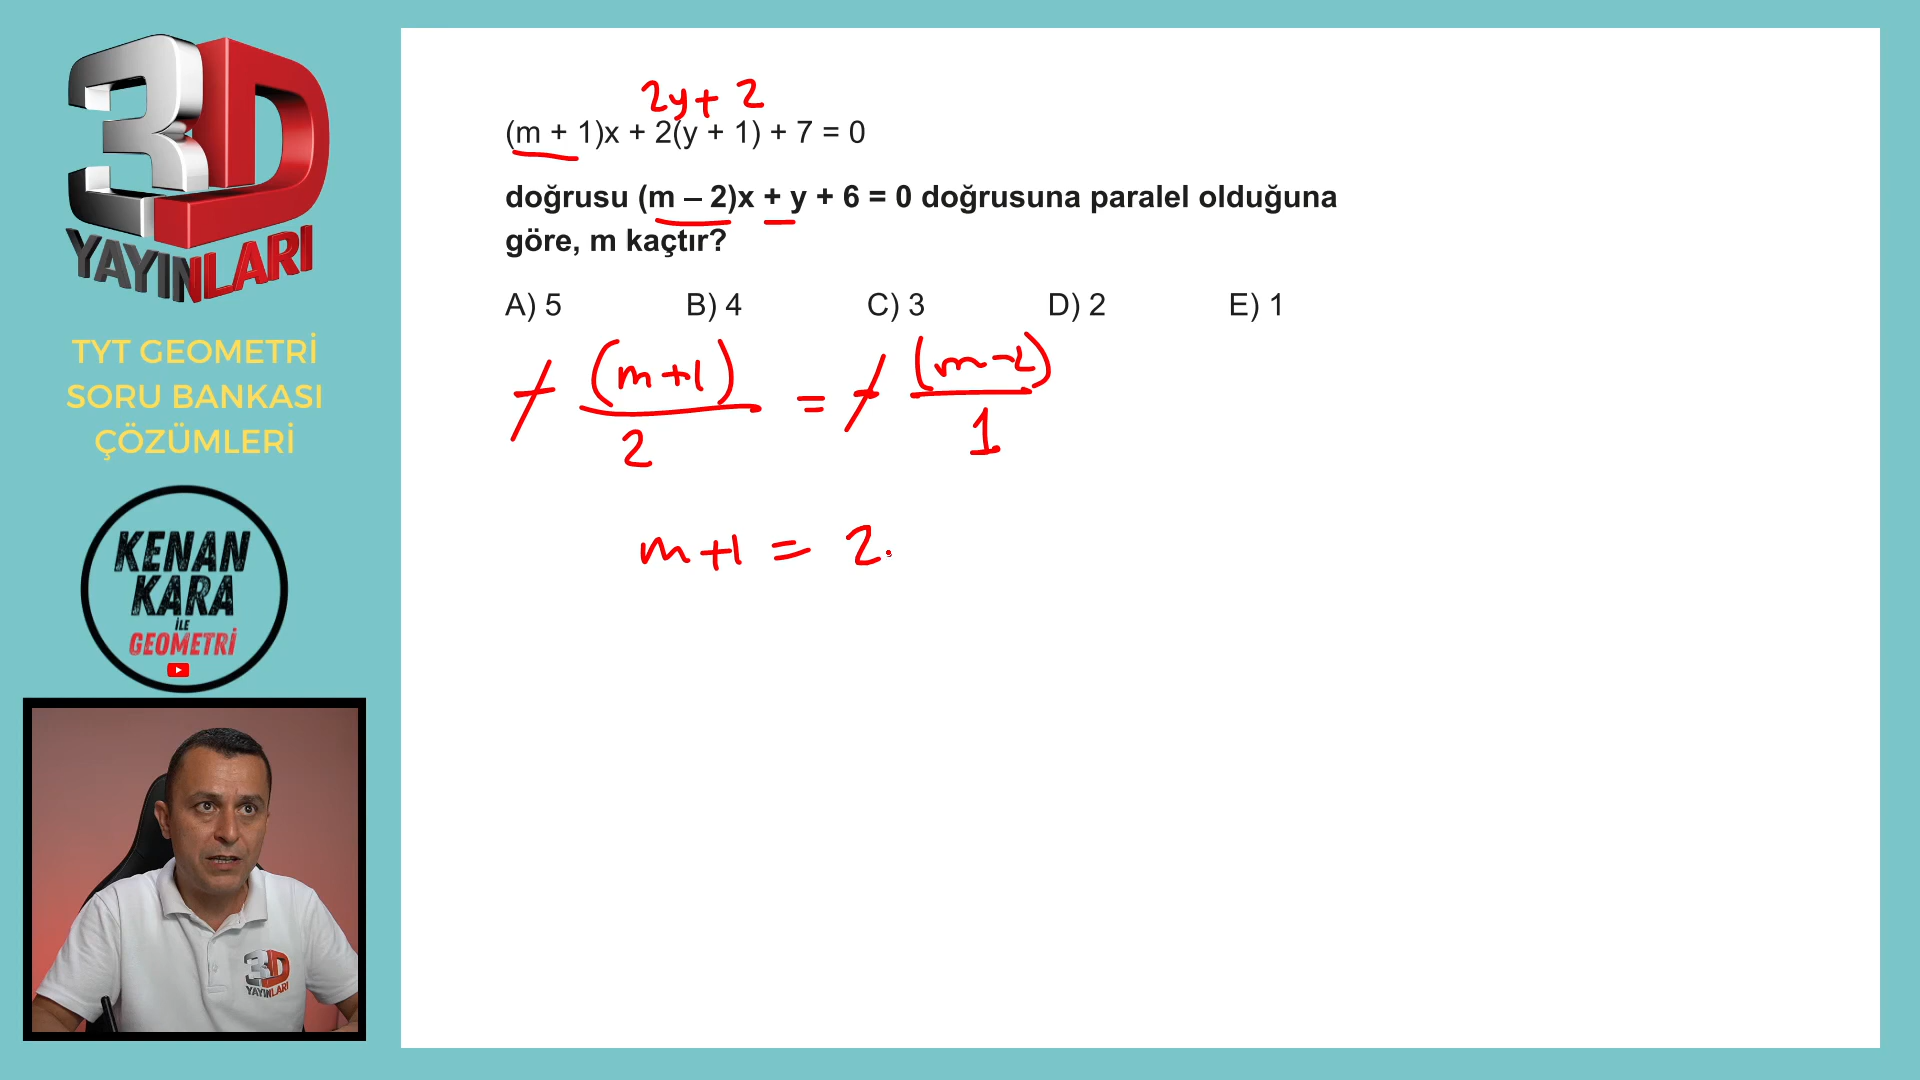 3D
YAYINLARI
TYT GEOMETRİ
SORU BANKASI
ÇÖZÜMLERİ
KENAN
KARA
İLE
GEOMETRİ
3D
YAYINLARI
2y + 2
(m + 1)x + 2(y + 1) + 7 = 0
doğrusu (m – 2)x + y + 6 = 0 doğrusuna paralel olduğuna
göre, m kaçtır?
A) 5 B) 4 C) 3 D) 2 E) 1
- (m+1)/2 = - (m-2)/1
m+1 = 2.